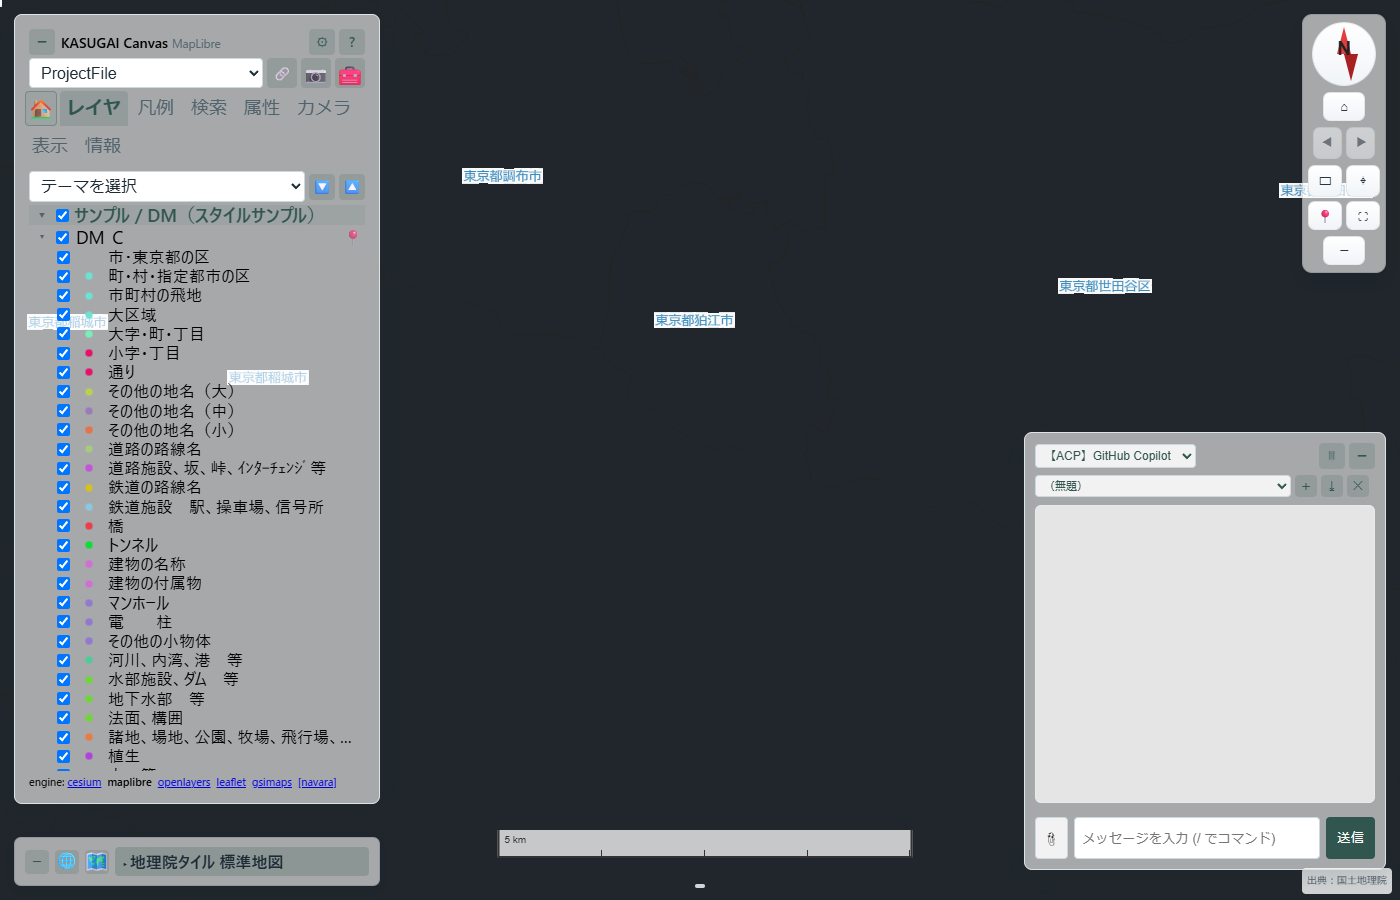 KASUGAI Canvas MapLibre
?
ProjectFile
レイヤ 凡例 検索 属性 カメラ
表示 情報
テーマを選択
サンプル / DM（スタイルサンプル）
DM C
市・東京都の区
町・村・指定都市の区
市町村の飛地
大区域
大字・町・丁目
小字・丁目
通り
その他の地名（大）
その他の地名（中）
その他の地名（小）
道路の路線名
道路施設、坂、峠、ｲﾝﾀｰﾁｪﾝｼﾞ 等
鉄道の路線名
鉄道施設　駅、操車場、信号所
橋
トンネル
建物の名称
建物の付属物
マンホール
電　　柱
その他の小物体
河川、内湾、港　等
水部施設、ダム　等
地下水部　等
法面、構囲
諸地、場地、公園、牧場、飛行場、...
植生
engine: cesium maplibre openlayers leaflet gsimaps [navara]
地理院タイル 標準地図
東京都稲城市
東京都稲城市
東京都調布市
東京都狛江市
東京都世田谷区
N
5 km
【ACP】GitHub Copilot
（無題）
メッセージを入力 (/ でコマンド)
送信
出典：国土地理院